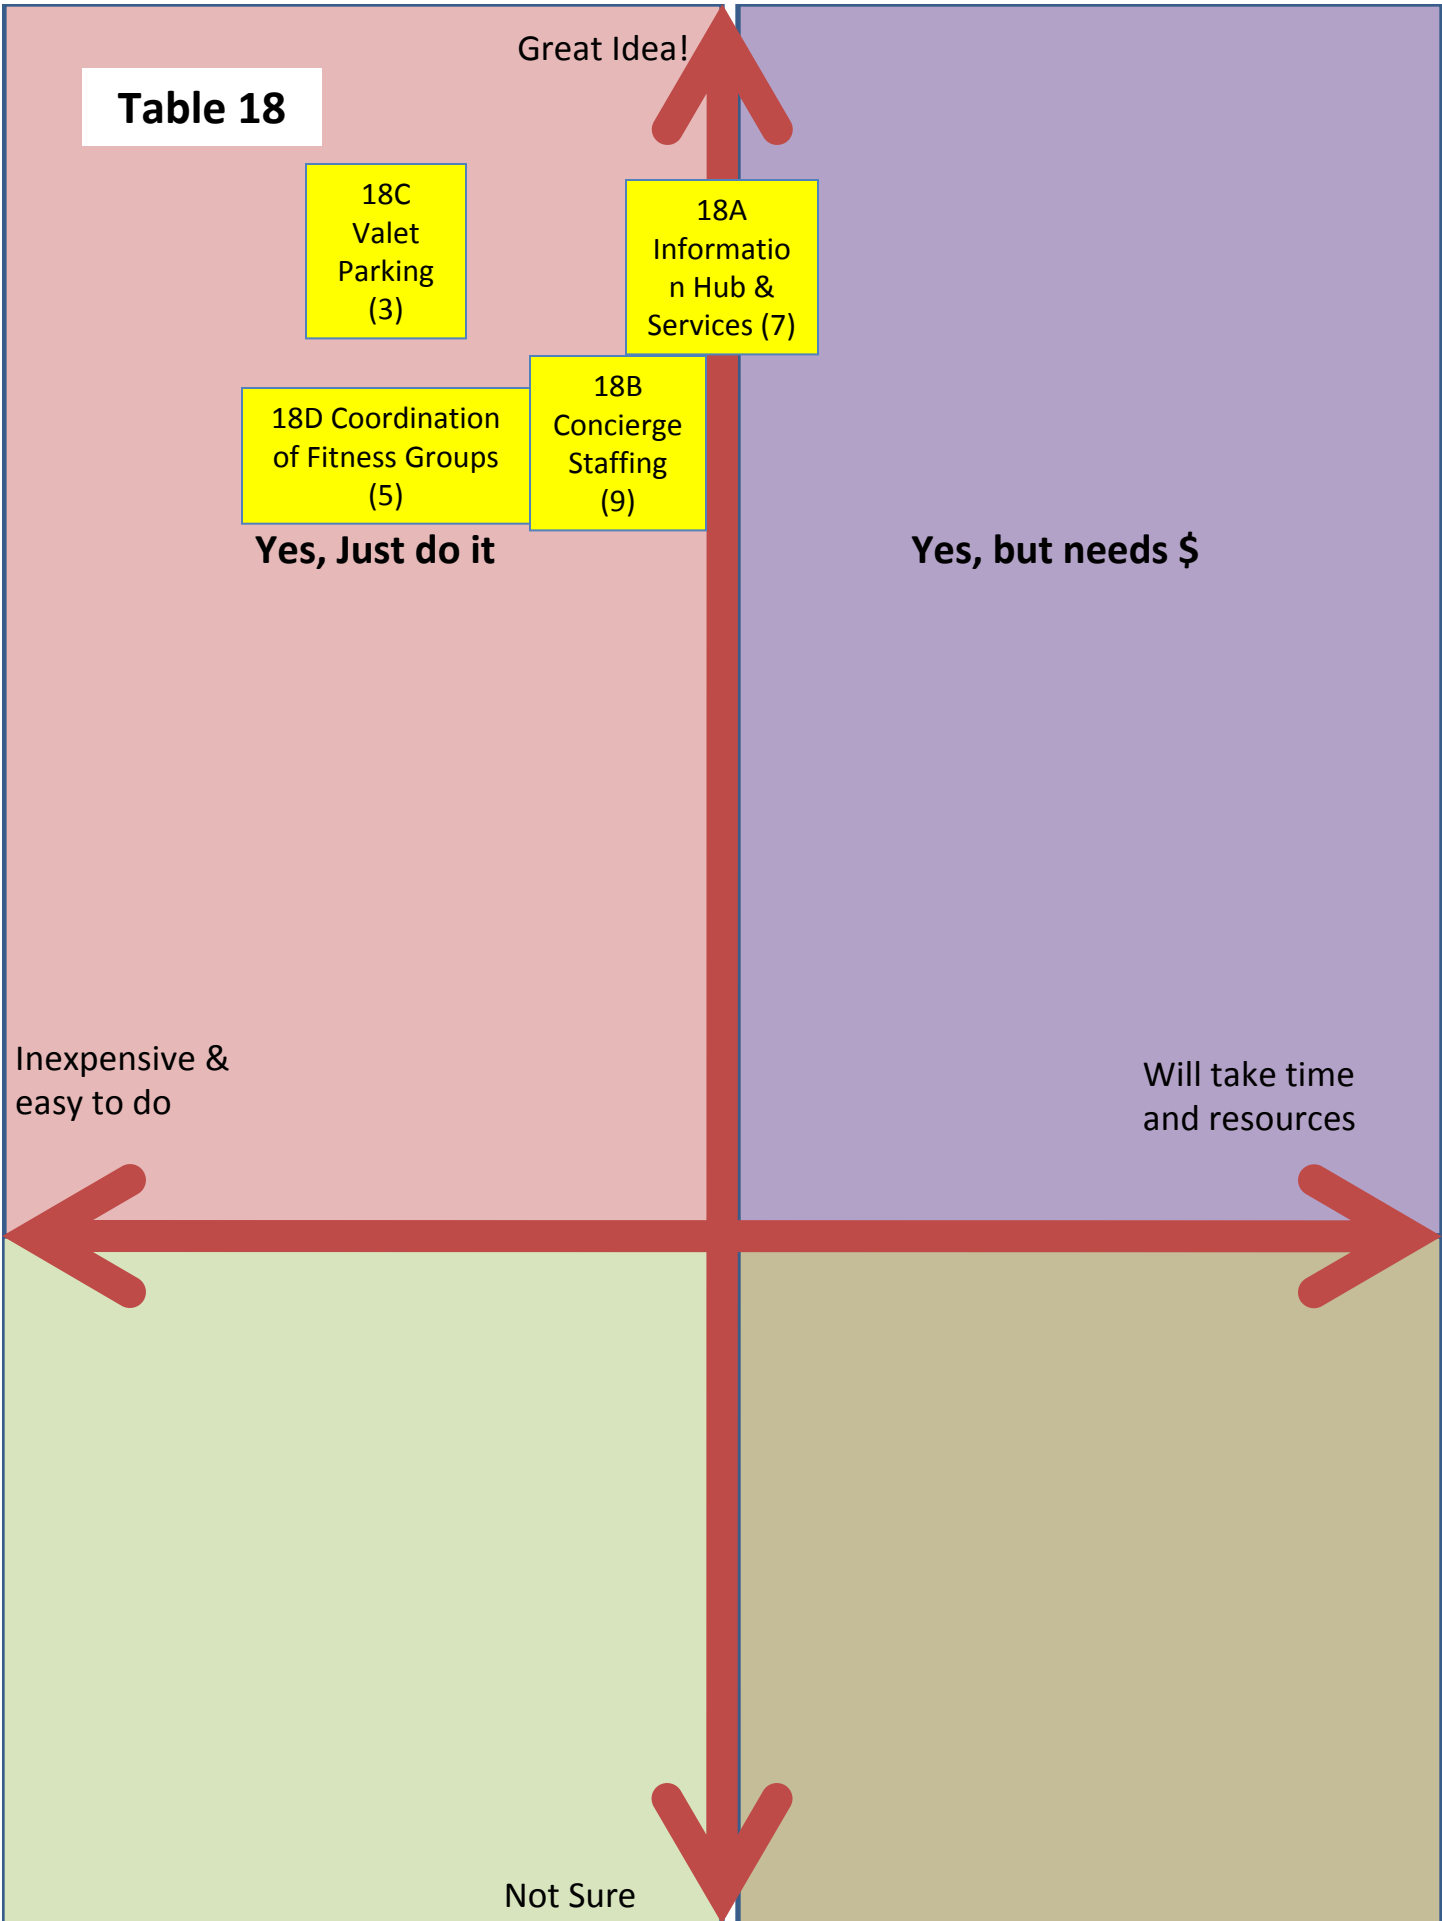 Great Idea!
Table 18
18C
Valet
Parking
(3)
18A
Informatio
n Hub &
Services (7)
18D Coordination
of Fitness Groups
(5)
18B
Concierge
Staffing
(9)
Yes, Just do it
Yes, but needs $
Inexpensive &
easy to do
Will take time
and resources
Not Sure